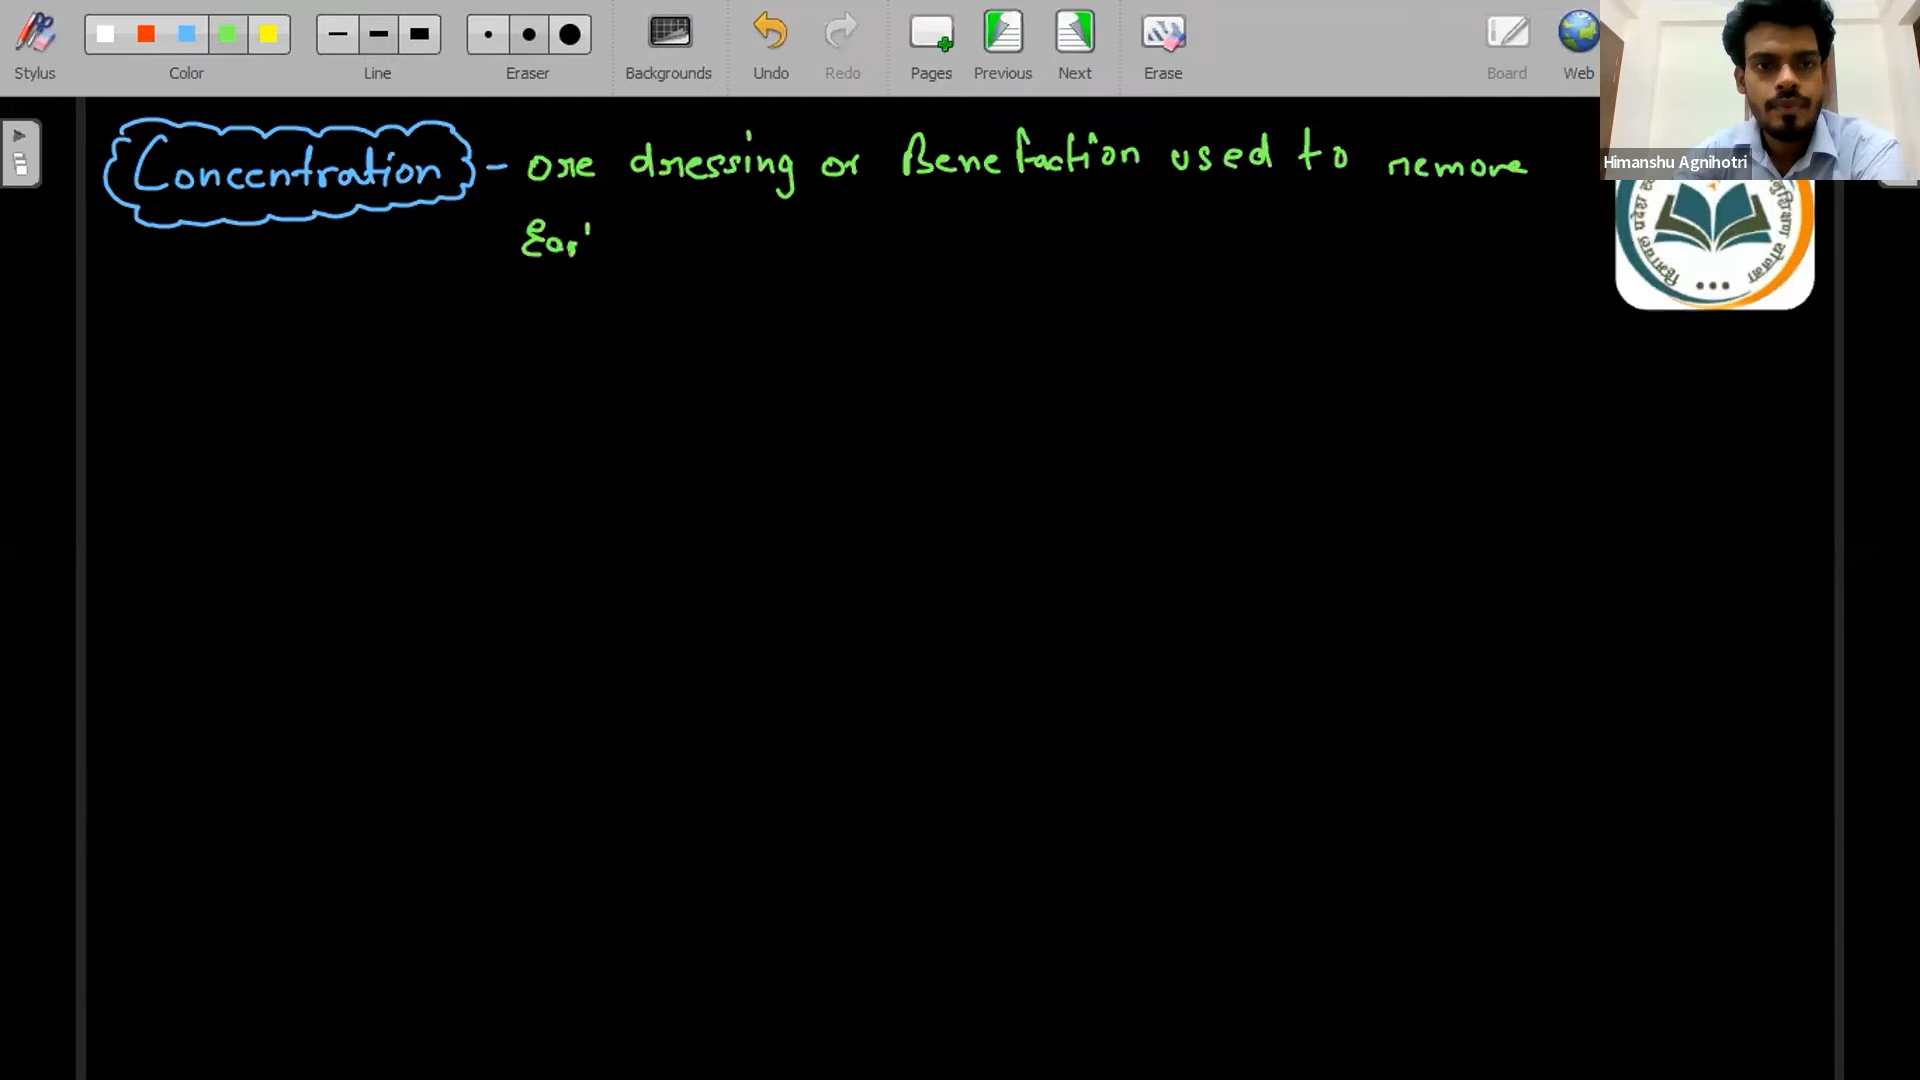 Stylus Color Line Eraser Backgrounds Undo Redo Pages Previous Next Erase Board Web
Himanshu Agnihotri
Concentration - ore dressing or Benefaction used to remove
Ear